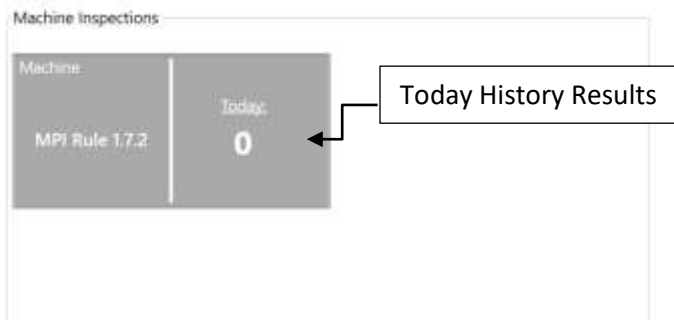 Machine Inspections
Machine
Today:
MPI Rule 1.7.2
0
Today History Results